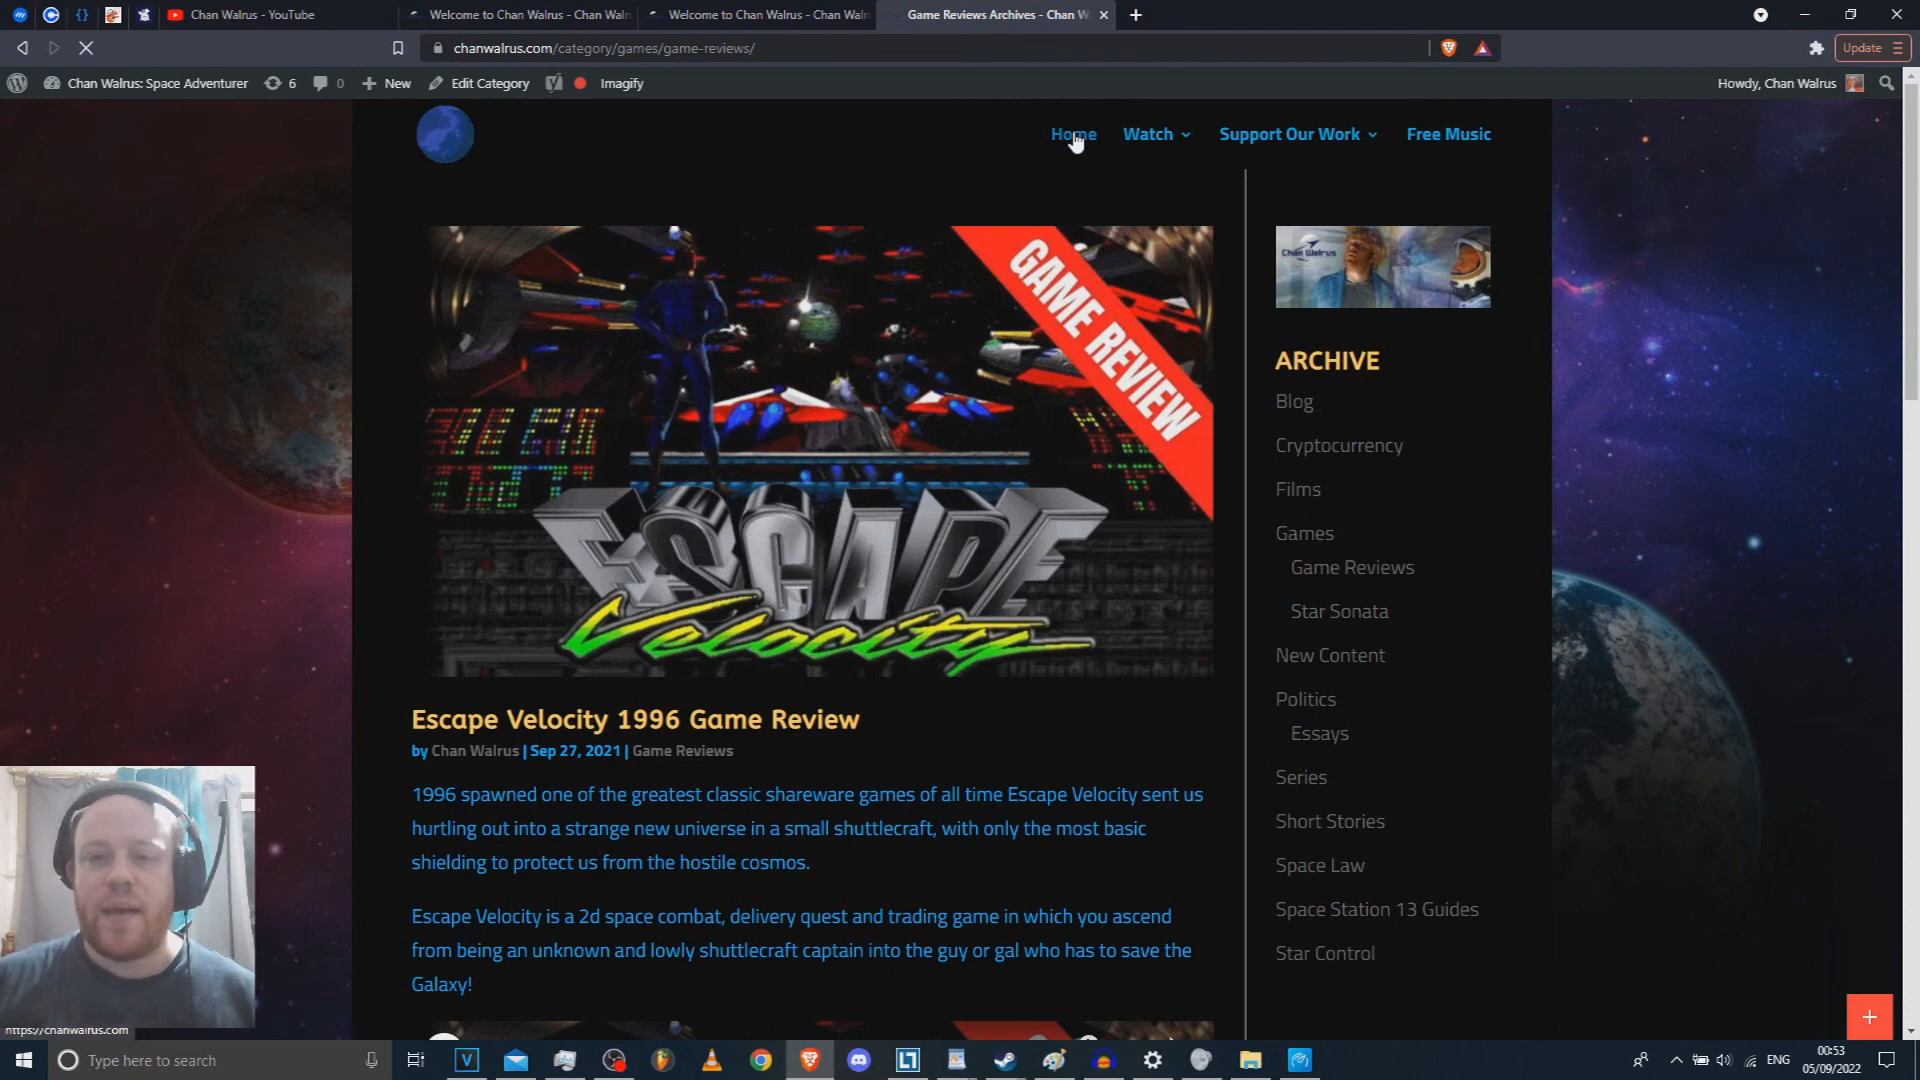 Chan Walrus - YouTube
Welcome to Chan Walrus - Chan Walr
Welcome to Chan Walrus - Chan Walr
Game Reviews Archives - Chan W
chanwalrus.com/category/games/game-reviews/
Update
Chan Walrus: Space Adventurer
6
0
New
Edit Category
Imagify
Howdy, Chan Walrus
Home
Watch
Support Our Work
Free Music
GAME REVIEW
ESCAPE
Velocity
Chan Walrus
ARCHIVE
Blog
Cryptocurrency
Films
Games
Game Reviews
Star Sonata
New Content
Politics
Essays
Series
Short Stories
Space Law
Space Station 13 Guides
Star Control
Escape Velocity 1996 Game Review
by Chan Walrus | Sep 27, 2021 | Game Reviews
1996 spawned one of the greatest classic shareware games of all time Escape Velocity sent us
hurtling out into a strange new universe in a small shuttlecraft, with only the most basic
shielding to protect us from the hostile cosmos.
Escape Velocity is a 2d space combat, delivery quest and trading game in which you ascend
from being an unknown and lowly shuttlecraft captain into the guy or gal who has to save the
Galaxy!
https://chanwalrus.com
Type here to search
ENG
00:53
05/09/2022